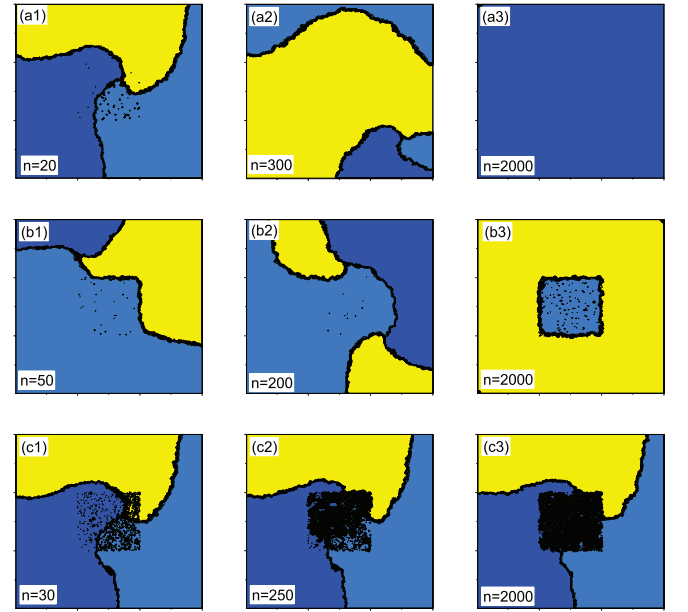 (a1) (a2) (a3)
n=20 n=300 n=2000
(b1) (b2) (b3)
n=50 n=200 n=2000
(c1) (c2) (c3)
n=30 n=250 n=2000